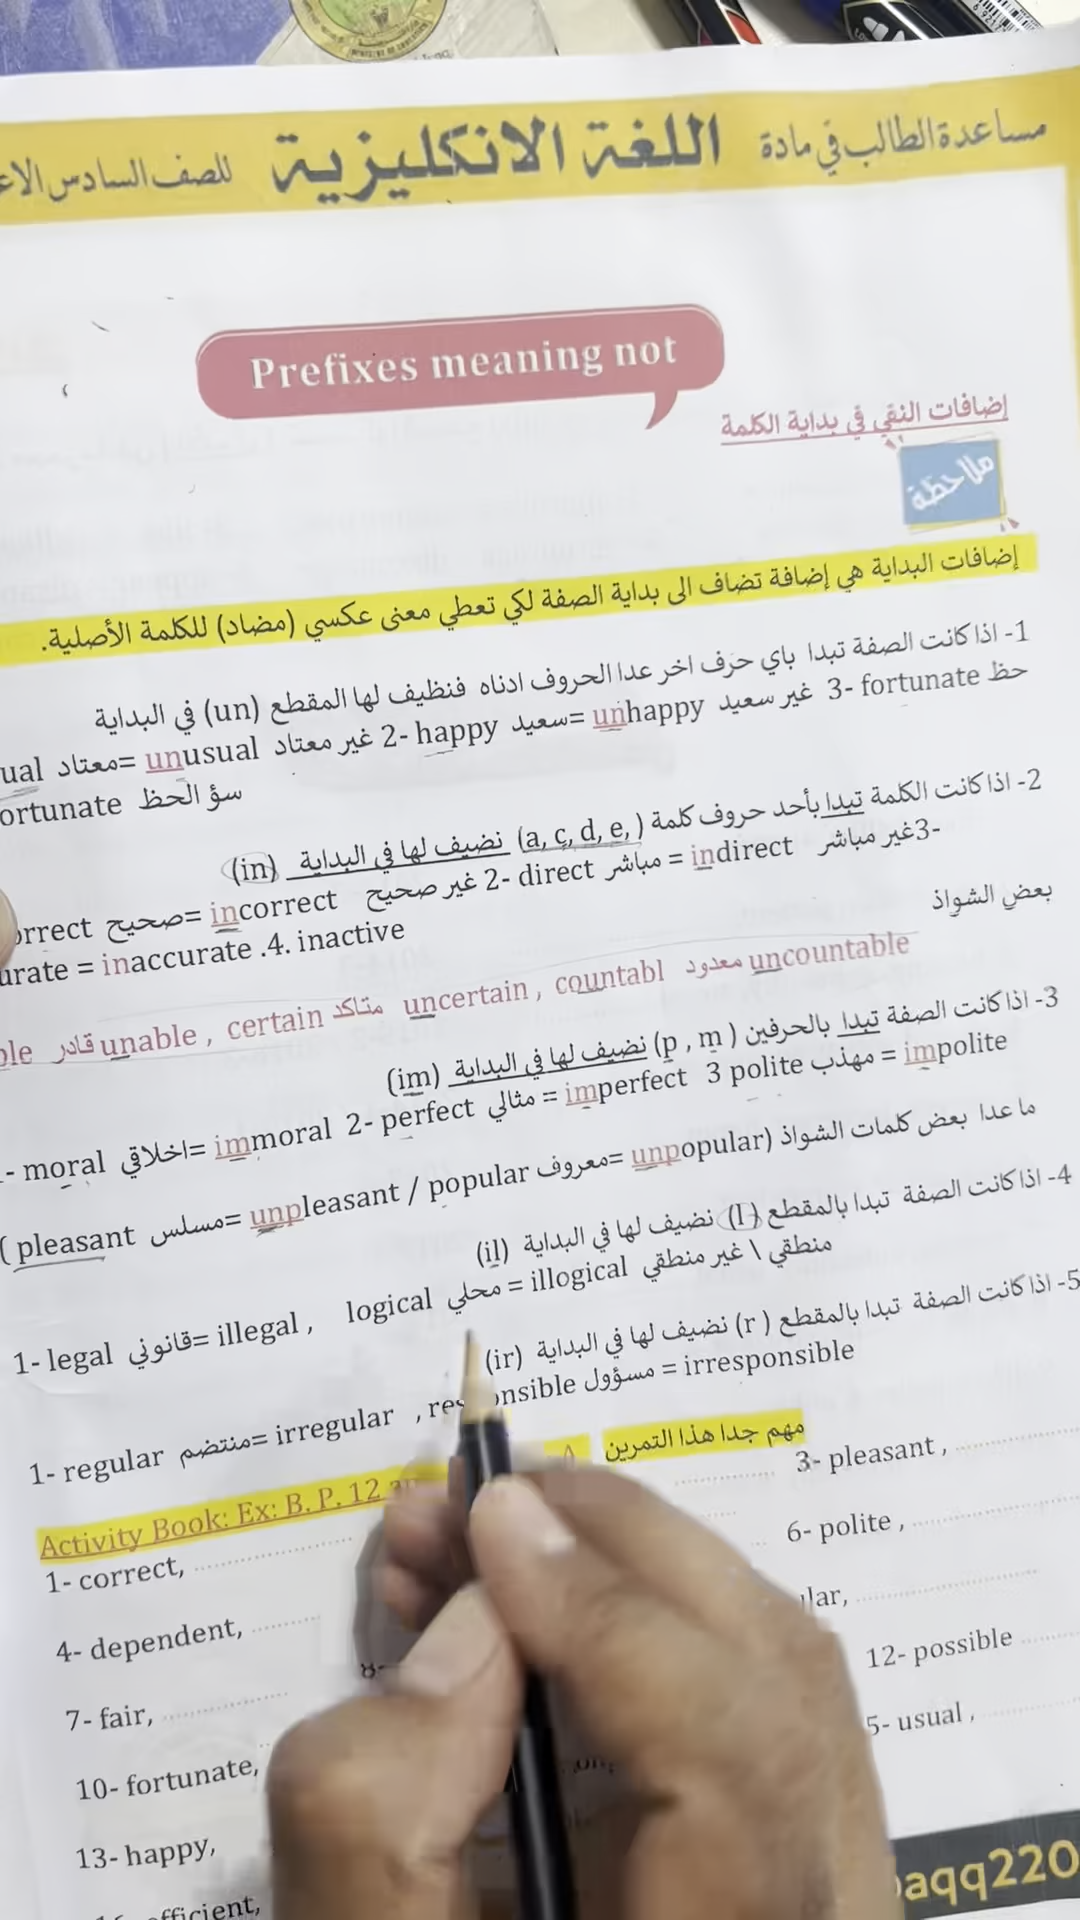 مساعدة الطالب في مادة اللغة الانكليزية للصف السادس
Prefixes meaning not
إضافات النفي في بداية الكلمة
ملاحظة
إضافات البداية هي إضافة تضاف الى بداية الصفة لكي تعطي معنى عكسي (مضاد) للكلمة الأصلية.
1- اذا كانت الصفة تبدا باي حرف اخر عدا الحروف ادناه فنظيف لها المقطع (un) في البداية
ual معتاد= unusual غير معتاد 2- happy سعيد= unhappy غير سعيد 3- fortunate حظ
ortunate سؤ الحظ
2- اذا كانت الكلمة تبدا بأحد حروف كلمة (a, c, d, e, ) نضيف لها في البداية (in)
orrect صحيح= incorrect غير صحيح 2- direct مباشر = indirect غير مباشر 3-
urate = inaccurate .4. inactive
بعض الشواذ
ble قادر unable , certain متاكد uncertain , countabl معدود uncountable
3- اذا كانت الصفة تبدا بالحرفين ( p , m) نضيف لها في البداية (im)
- moral اخلاقي= immoral 2- perfect مثالي = imperfect 3 polite مهذب = impolite
ما عدا بعض كلمات الشواذ
( pleasant مسلس= unpleasant / popular معروف= unpopular)
4- اذا كانت الصفة تبدا بالمقطع (l) نضيف لها في البداية (il)
1- legal قانوني= illegal , logical محلي = illogical منطقي \ غير منطقي
5- اذا كانت الصفة تبدا بالمقطع ( r) نضيف لها في البداية (ir)
1- regular منتضم= irregular , responsible مسؤول = irresponsible
Activity Book: Ex: B. P. 12 مهم جدا هذا التمرين
1- correct, 3- pleasant ,
4- dependent, 6- polite ,
7- fair, lar,
10- fortunate, 12- possible
13- happy, 5- usual ,
fficient,
aqq220